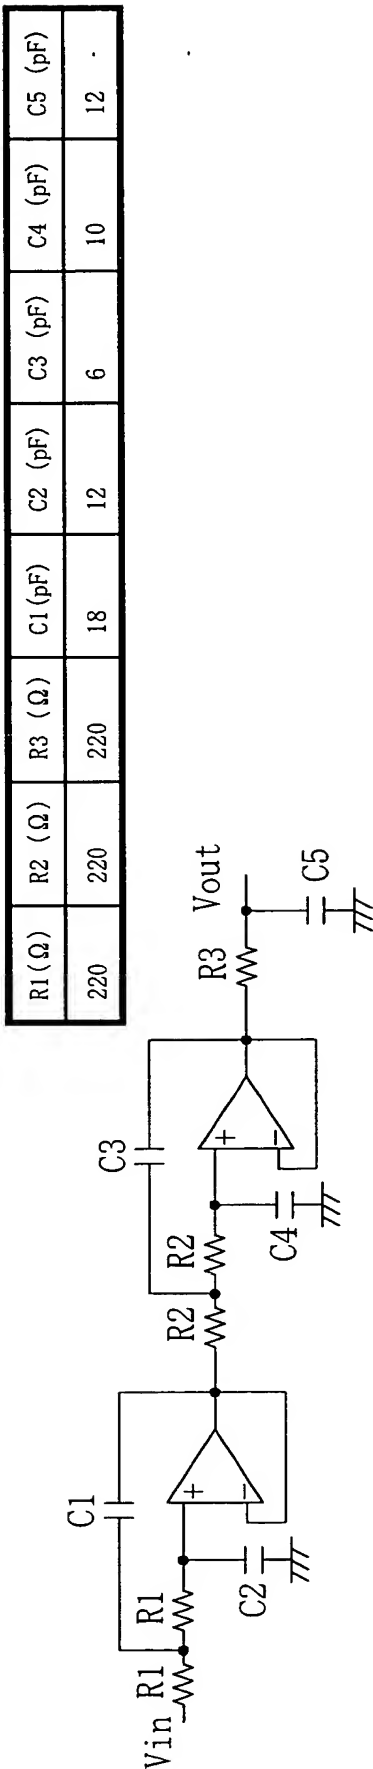 R1(Ω) R2 (Ω) R3 (Ω) C1(pF) C2 (pF) C3 (pF) C4 (pF) C5 (pF)
220 220 220 18 12 6 10 12
C1
C3
Vin R1 R1
R2 R2
R3 Vout
+
−
+
−
C2
C4
C5